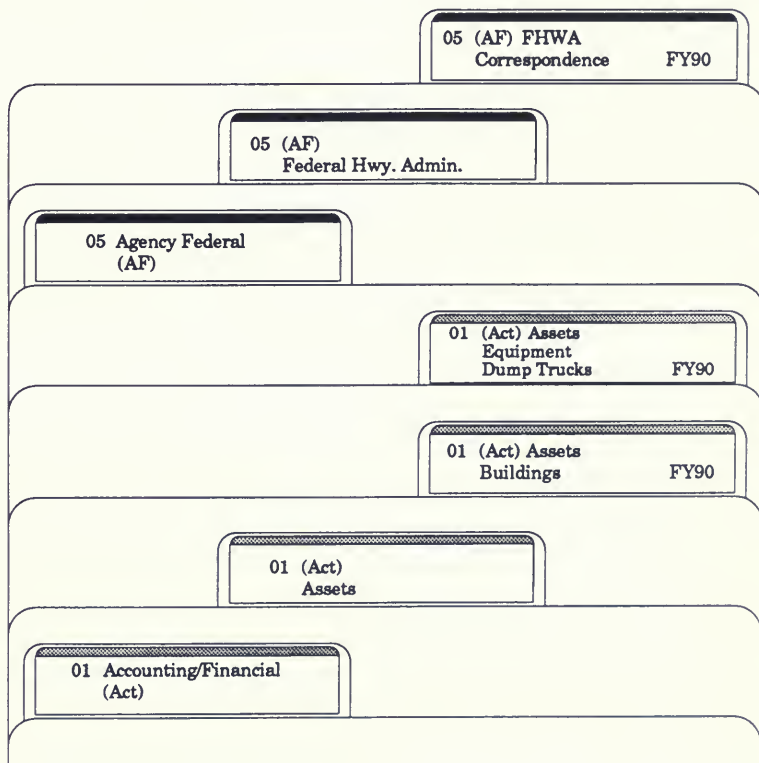 05 (AF) FHWA
Correspondence FY90
05 (AF)
Federal Hwy. Admin.
05 Agency Federal
(AF)
01 (Act) Assets
Equipment
Dump Trucks FY90
01 (Act) Assets
Buildings FY90
01 (Act)
Assets
01 Accounting/Financial
(Act)